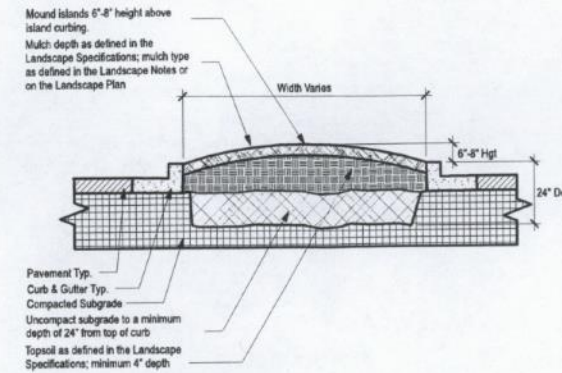 Mound islands 6"-8" height above
island curbing.
Mulch depth as defined in the
Landscape Specifications; mulch type
as defined in the Landscape Notes or
on the Landscape Plan
Width Varies
6"-8" Hgt
24" De
Pavement Typ.
Curb & Gutter Typ.
Compacted Subgrade
Uncompact subgrade to a minimum
depth of 24" from top of curb
Topsoil as defined in the Landscape
Specifications; minimum 4" depth